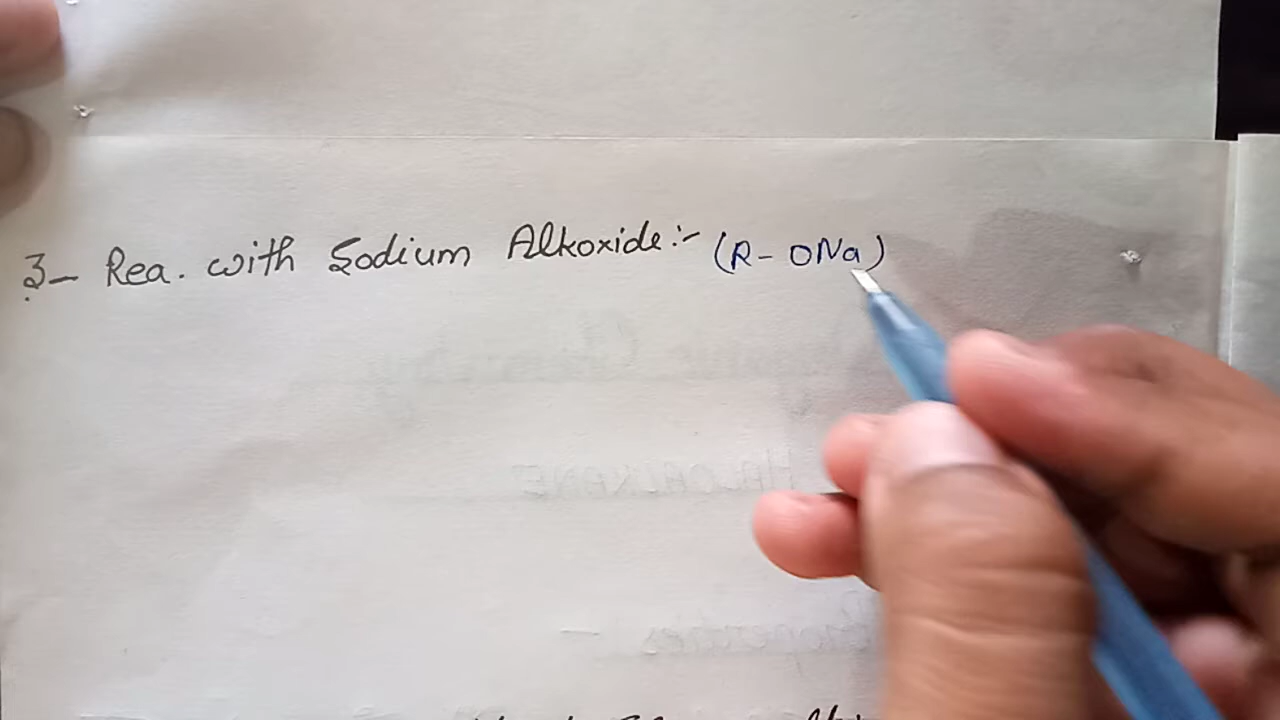 3- Rea. with Sodium Alkoxide:- (R- ONa)